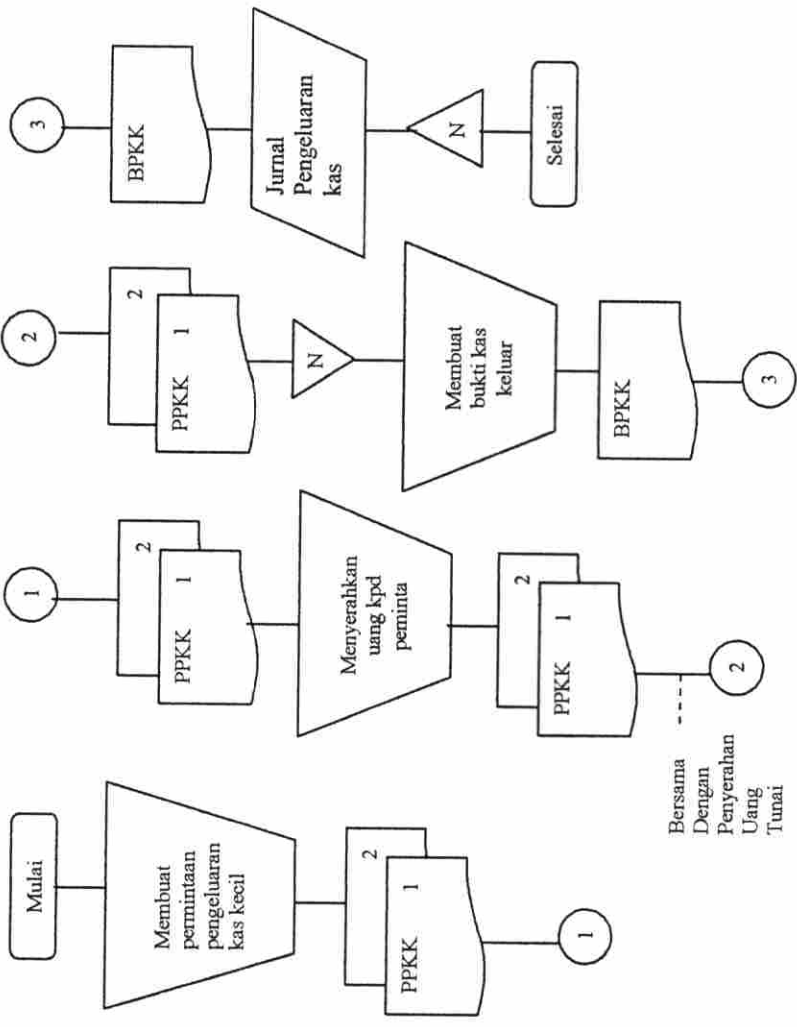 Mulai
Membuat
permintaan
pengeluaran
kas kecil
2
PPKK 1
1
Bersama
Dengan
Penyerahan
Uang
Tunai
1
2
PPKK 1
Menyerahkan
uang kpd
peminta
2
PPKK 1
2
2
2
PPKK 1
N
Membuat
bukti kas
keluar
BPKK
3
3
BPKK
Jurnal
Pengeluaran
kas
N
Selesai